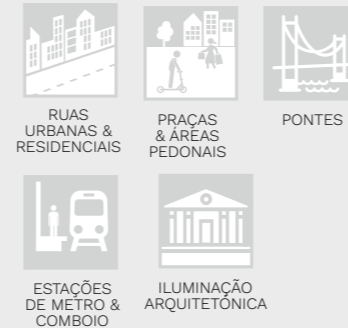 RUAS
URBANAS &
RESIDENCIAIS
PRAÇAS
& ÁREAS
PEDONAIS
PONTES
ESTAÇÕES
DE METRO &
COMBOIO
ILUMINAÇÃO
ARQUITETÓNICA